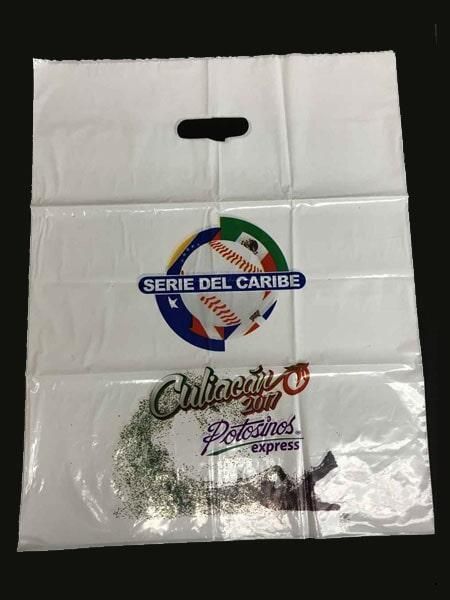 SERIE DEL CARIBE
Culiacán
2017
Potosinos
express